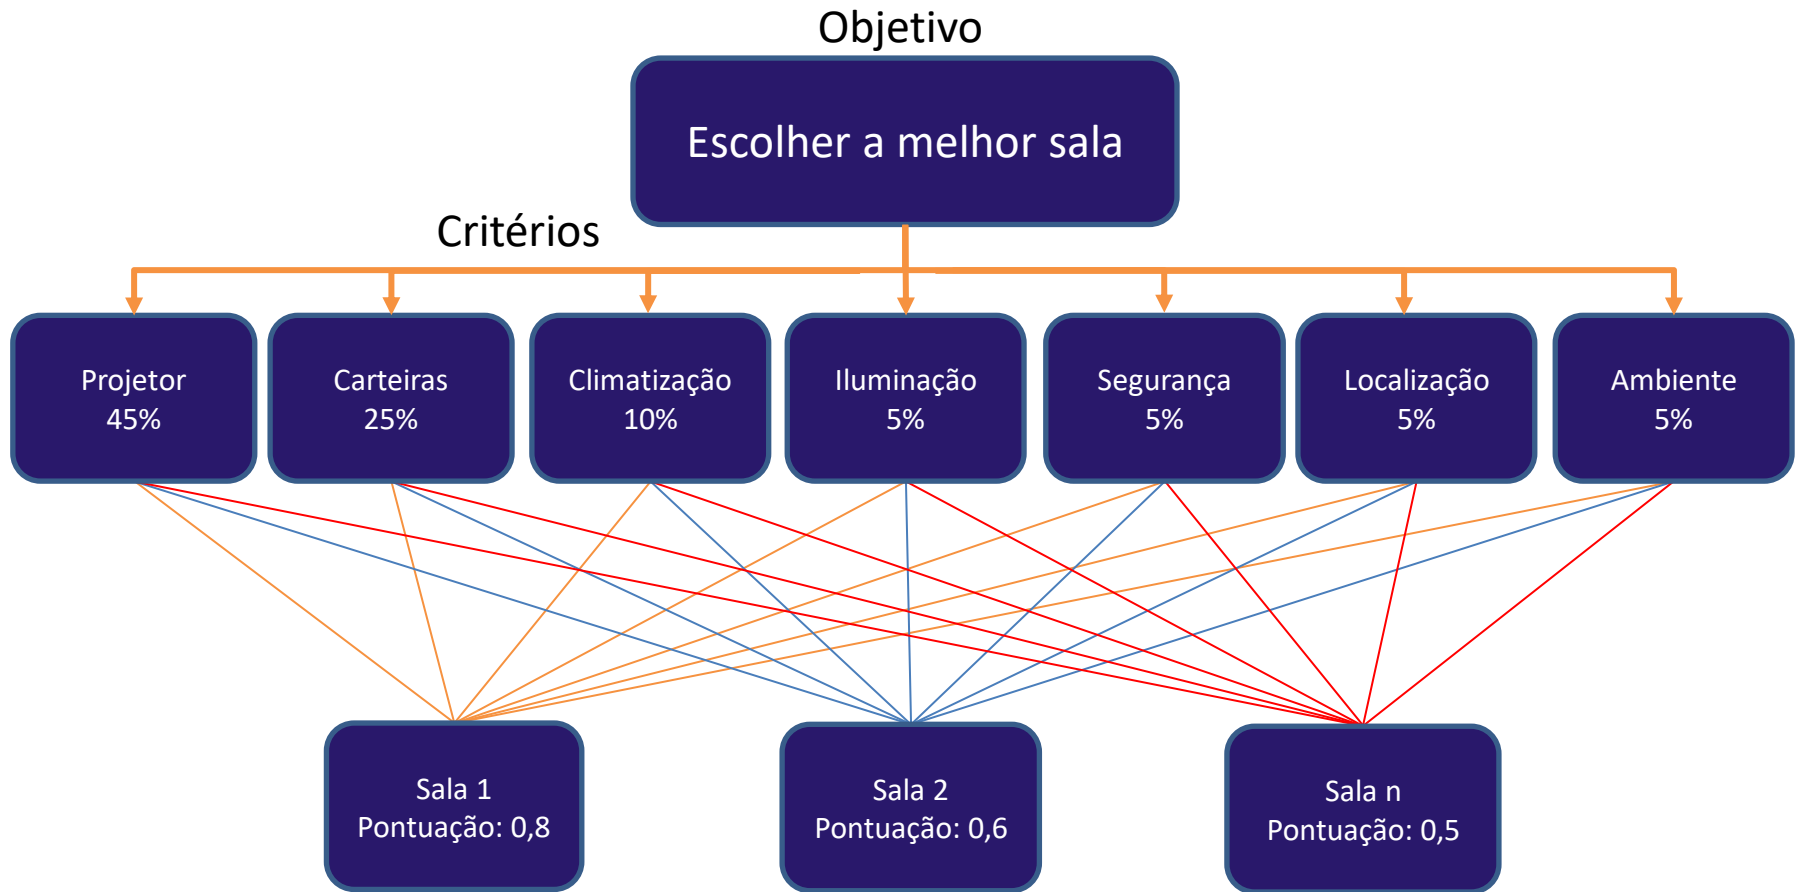 Objetivo
Escolher a melhor sala
Critérios
Projetor
45%
Carteiras
25%
Climatização
10%
Iluminação
5%
Segurança
5%
Localização
5%
Ambiente
5%
Sala 1
Pontuação: 0,8
Sala 2
Pontuação: 0,6
Sala n
Pontuação: 0,5